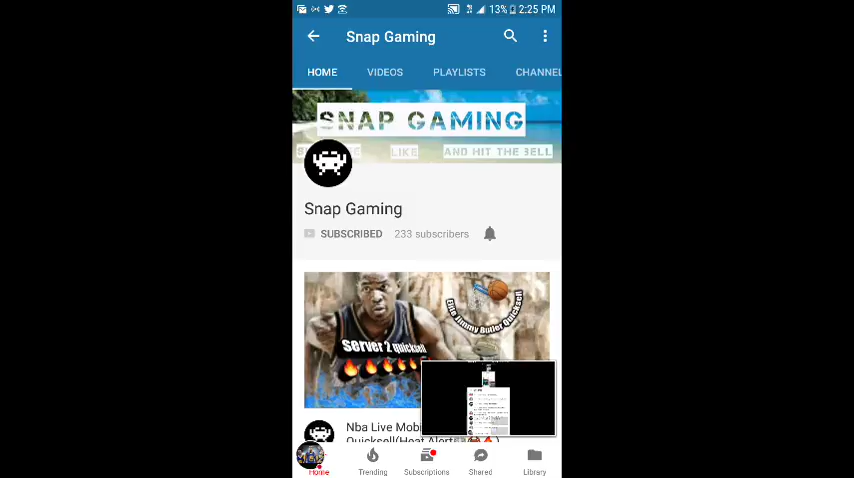 13% 2:25 PM
Snap Gaming
HOME VIDEOS PLAYLISTS CHANNEL
SNAP GAMING
LIKE AND HIT THE BELL
Snap Gaming
SUBSCRIBED 233 subscribers
Elite Jimmy Butler Quicksell
Server 2 quicksell
Nba Live Mobi
Quicksell(Heat Alert
Home Trending Subscriptions Shared Library